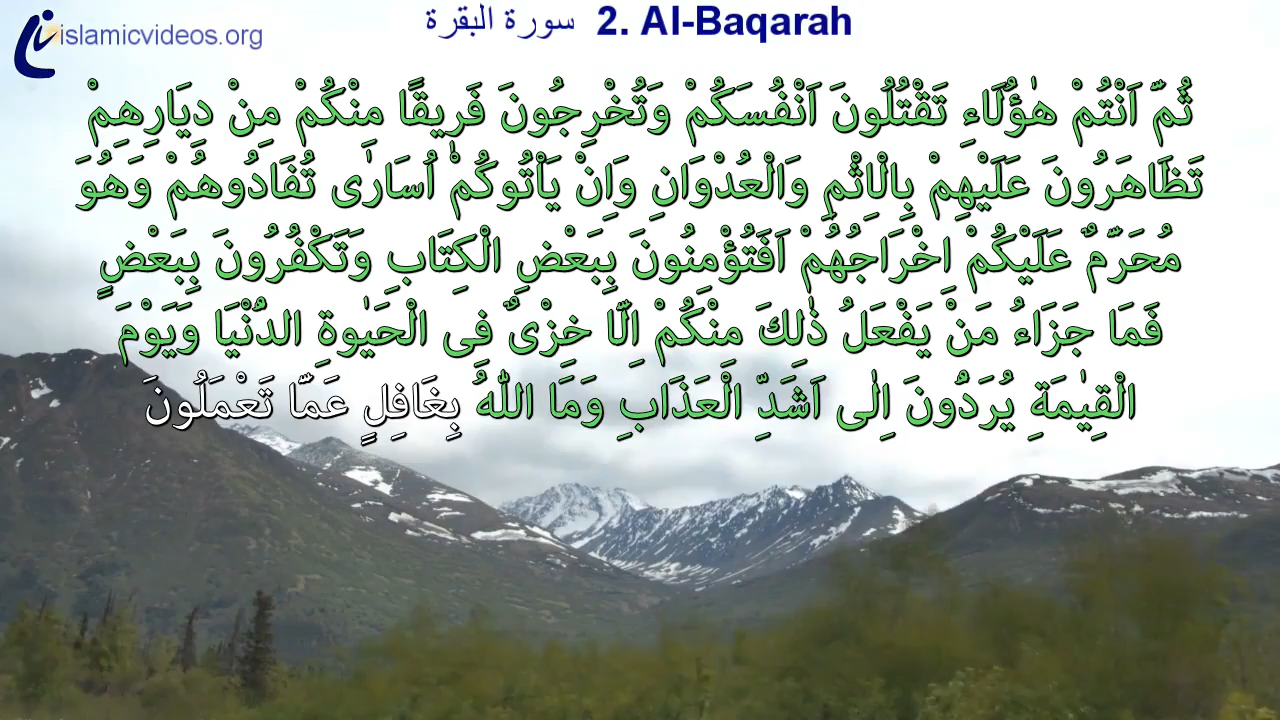 islamicvideos.org
سورة البقرة 2. Al-Baqarah
ثُمَّ اَنْتُمْ هٰؤُلَاءِ تَقْتُلُونَ اَنْفُسَكُمْ وَتُخْرِجُونَ فَرِيقًا مِنْكُمْ مِنْ دِيَارِهِمْ
تَظَاهَرُونَ عَلَيْهِمْ بِالْاِثْمِ وَالْعُدْوَانِ وَاِنْ يَاْتُوكُمْ اُسَارٰى تُفَادُوهُمْ وَهُوَ
مُحَرَّمٌ عَلَيْكُمْ اِخْرَاجُهُمْ اَفَتُؤْمِنُونَ بِبَعْضِ الْكِتَابِ وَتَكْفُرُونَ بِبَعْضٍ
فَمَا جَزَاءُ مَنْ يَفْعَلُ ذٰلِكَ مِنْكُمْ اِلَّا خِزْىٌ فِى الْحَيٰوةِ الدُّنْيَا وَيَوْمَ
الْقِيٰمَةِ يُرَدُّونَ اِلٰى اَشَدِّ الْعَذَابِ وَمَا اللّٰهُ بِغَافِلٍ عَمَّا تَعْمَلُونَ